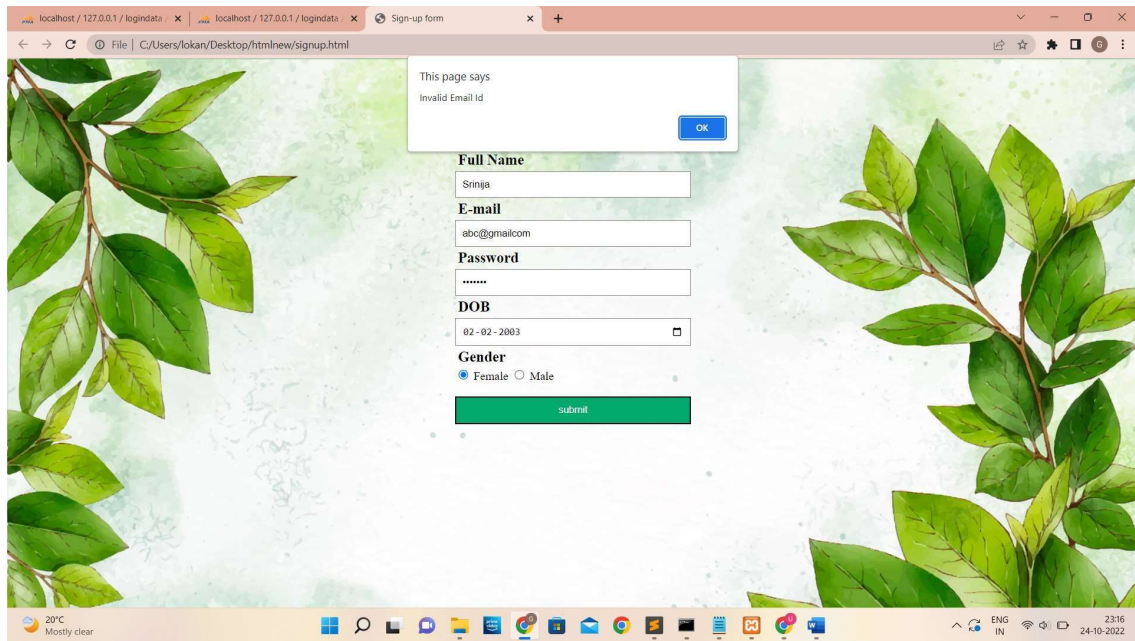 localhost / 127.0.0.1 / logindata
localhost / 127.0.0.1 / logindata
Sign-up form
File | C:/Users/lokan/Desktop/htmlnew/signup.html
G
This page says
Invalid Email Id
OK
Full Name
Srinija
E-mail
abc@gmailcom
Password
•••••••
DOB
02-02-2003
Gender
Female Male
submit
20°C
Mostly clear
ENG
IN
23:16
24-10-2022